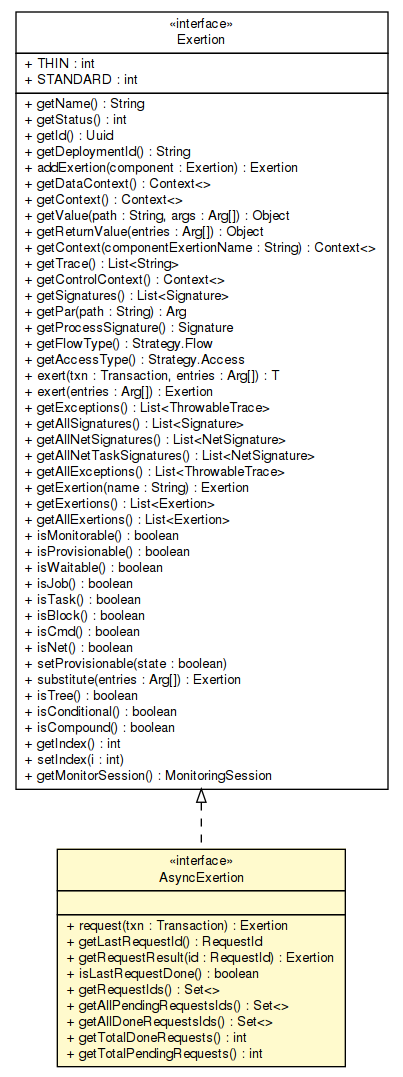 «interface»
Exertion
+ THIN : int
+ STANDARD : int
+ getName() : String
+ getStatus() : int
+ getId() : Uuid
+ getDeploymentId() : String
+ addExertion(component : Exertion) : Exertion
+ getDataContext() : Context<>
+ getContext() : Context<>
+ getValue(path : String, args : Arg[]) : Object
+ getReturnValue(entries : Arg[]) : Object
+ getContext(componentExertionName : String) : Context<>
+ getTrace() : List<String>
+ getControlContext() : Context<>
+ getSignatures() : List<Signature>
+ getPar(path : String) : Arg
+ getProcessSignature() : Signature
+ getFlowType() : Strategy.Flow
+ getAccessType() : Strategy.Access
+ exert(txn : Transaction, entries : Arg[]) : T
+ exert(entries : Arg[]) : Exertion
+ getExceptions() : List<ThrowableTrace>
+ getAllSignatures() : List<Signature>
+ getAllNetSignatures() : List<NetSignature>
+ getAllNetTaskSignatures() : List<NetSignature>
+ getAllExceptions() : List<ThrowableTrace>
+ getExertion(name : String) : Exertion
+ getExertions() : List<Exertion>
+ getAllExertions() : List<Exertion>
+ isMonitorable() : boolean
+ isProvisionable() : boolean
+ isWaitable() : boolean
+ isJob() : boolean
+ isTask() : boolean
+ isBlock() : boolean
+ isCmd() : boolean
+ isNet() : boolean
+ setProvisionable(state : boolean)
+ substitute(entries : Arg[]) : Exertion
+ isTree() : boolean
+ isConditional() : boolean
+ isCompound() : boolean
+ getIndex() : int
+ setIndex(i : int)
+ getMonitorSession() : MonitoringSession
«interface»
AsyncExertion
+ request(txn : Transaction) : Exertion
+ getLastRequestId() : RequestId
+ getRequestResult(id : RequestId) : Exertion
+ isLastRequestDone() : boolean
+ getRequestIds() : Set<>
+ getAllPendingRequestsIds() : Set<>
+ getAllDoneRequestsIds() : Set<>
+ getTotalDoneRequests() : int
+ getTotalPendingRequests() : int